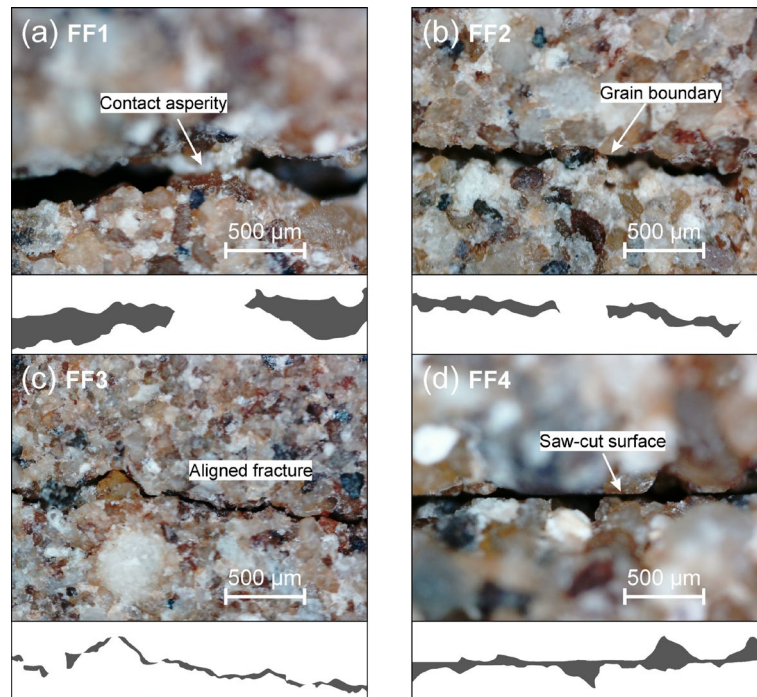 (a) FF1
Contact asperity
500 µm
(b) FF2
Grain boundary
500 µm
(c) FF3
Aligned fracture
500 µm
(d) FF4
Saw-cut surface
500 µm